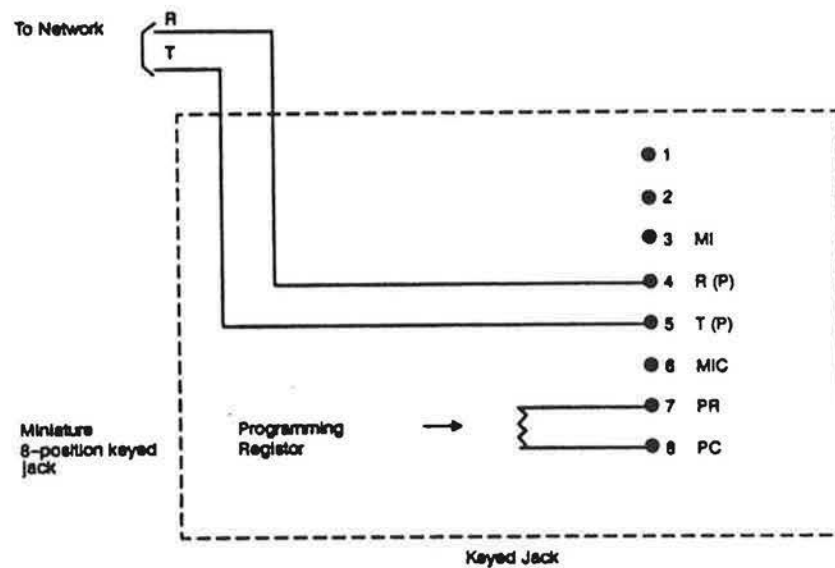 To Network
R
T
1
2
3 MI
4 R (P)
5 T (P)
6 MIC
7 PR
8 PC
Miniature
8-position keyed
jack
Programming
Registor
Keyed Jack